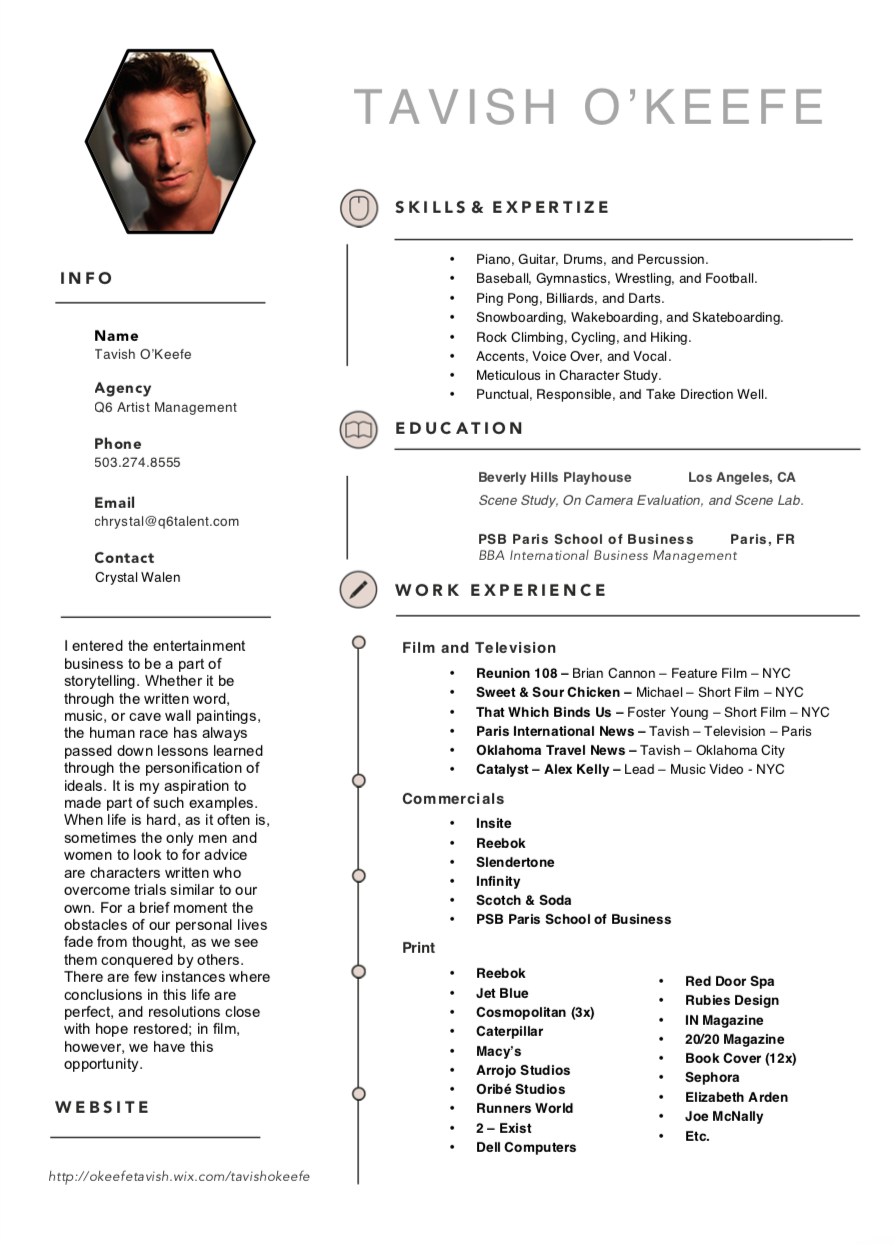 TAVISH O’KEEFE
INFO
Name
Tavish O’Keefe
Agency
Q6 Artist Management
Phone
503.274.8555
Email
chrystal@q6talent.com
Contact
Crystal Walen
I entered the entertainment
business to be a part of
storytelling. Whether it be
through the written word,
music, or cave wall paintings,
the human race has always
passed down lessons learned
through the personification of
ideals. It is my aspiration to
made part of such examples.
When life is hard, as it often is,
sometimes the only men and
women to look to for advice
are characters written who
overcome trials similar to our
own. For a brief moment the
obstacles of our personal lives
fade from thought, as we see
them conquered by others.
There are few instances where
conclusions in this life are
perfect, and resolutions close
with hope restored; in film,
however, we have this
opportunity.
WEBSITE
http://okeefetavish.wix.com/tavishokeefe
SKILLS & EXPERTIZE
• Piano, Guitar, Drums, and Percussion.
• Baseball, Gymnastics, Wrestling, and Football.
• Ping Pong, Billiards, and Darts.
• Snowboarding, Wakeboarding, and Skateboarding.
• Rock Climbing, Cycling, and Hiking.
• Accents, Voice Over, and Vocal.
• Meticulous in Character Study.
• Punctual, Responsible, and Take Direction Well.
EDUCATION
Beverly Hills Playhouse Los Angeles, CA
Scene Study, On Camera Evaluation, and Scene Lab.
PSB Paris School of Business Paris, FR
BBA International Business Management
WORK EXPERIENCE
Film and Television
• Reunion 108 – Brian Cannon – Feature Film – NYC
• Sweet & Sour Chicken – Michael – Short Film – NYC
• That Which Binds Us – Foster Young – Short Film – NYC
• Paris International News – Tavish – Television – Paris
• Oklahoma Travel News – Tavish – Oklahoma City
• Catalyst – Alex Kelly – Lead – Music Video - NYC
Commercials
• Insite
• Reebok
• Slendertone
• Infinity
• Scotch & Soda
• PSB Paris School of Business
Print
• Reebok
• Jet Blue
• Cosmopolitan (3x)
• Caterpillar
• Macy’s
• Arrojo Studios
• Oribé Studios
• Runners World
• 2 – Exist
• Dell Computers
• Red Door Spa
• Rubies Design
• IN Magazine
• 20/20 Magazine
• Book Cover (12x)
• Sephora
• Elizabeth Arden
• Joe McNally
• Etc.